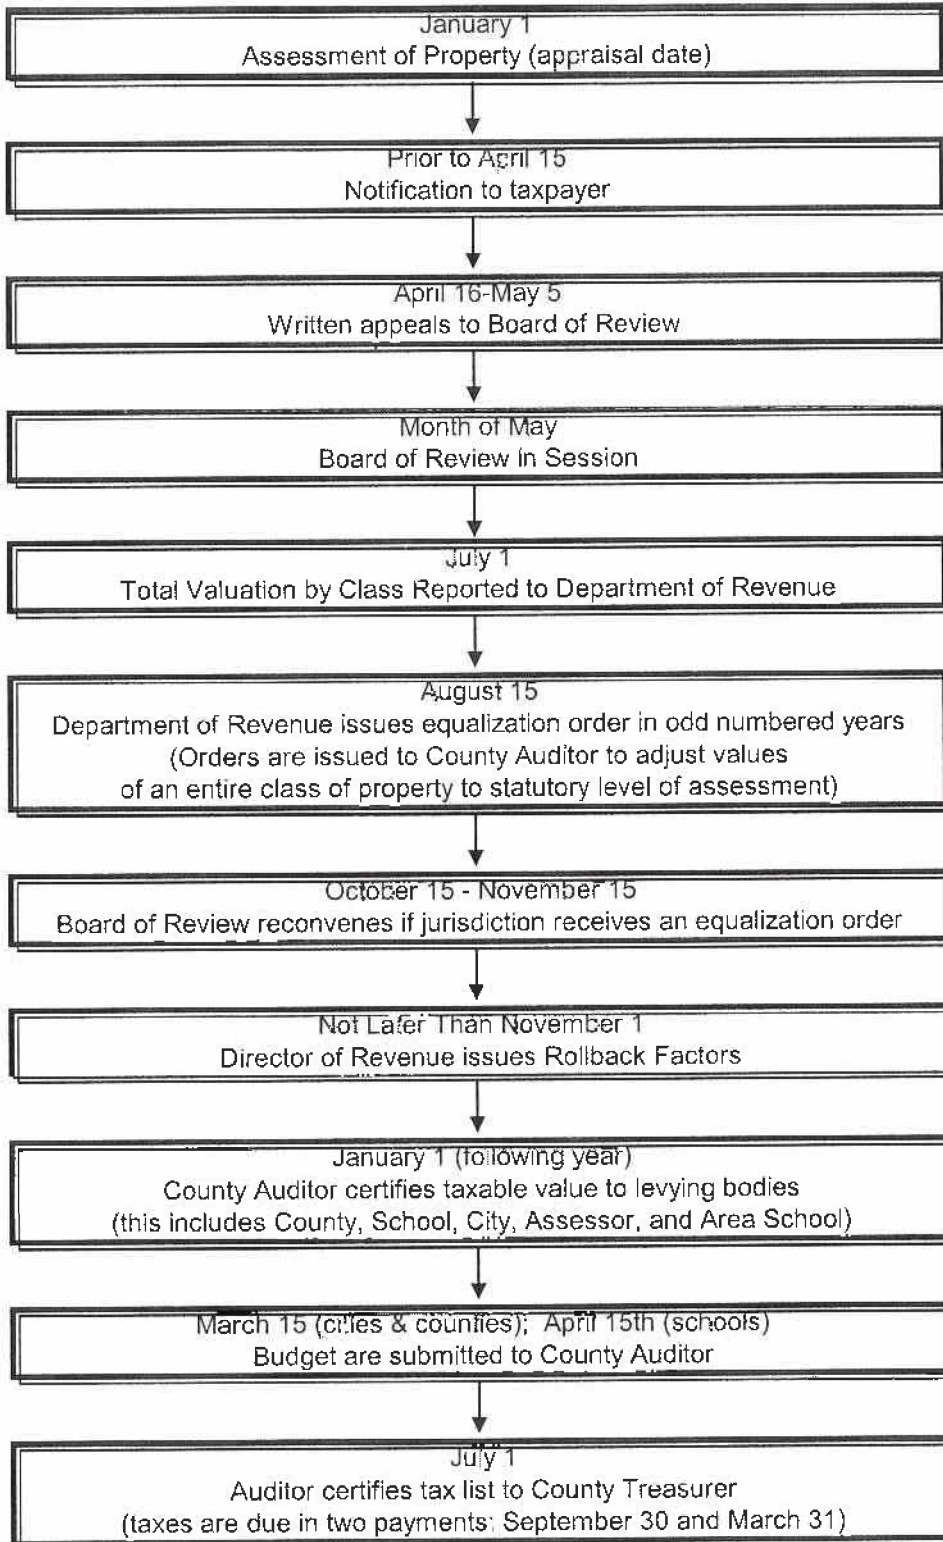 January 1
Assessment of Property (appraisal date)
Prior to April 15
Notification to taxpayer
April 16-May 5
Written appeals to Board of Review
Month of May
Board of Review in Session
July 1
Total Valuation by Class Reported to Department of Revenue
August 15
Department of Revenue issues equalization order in odd numbered years
(Orders are issued to County Auditor to adjust values
of an entire class of property to statutory level of assessment)
October 15 - November 15
Board of Review reconvenes if jurisdiction receives an equalization order
Not Later Than November 1
Director of Revenue issues Rollback Factors
January 1 (following year)
County Auditor certifies taxable value to levying bodies
(this includes County, School, City, Assessor, and Area School)
March 15 (cities & counties); April 15th (schools)
Budget are submitted to County Auditor
July 1
Auditor certifies tax list to County Treasurer
(taxes are due in two payments; September 30 and March 31)